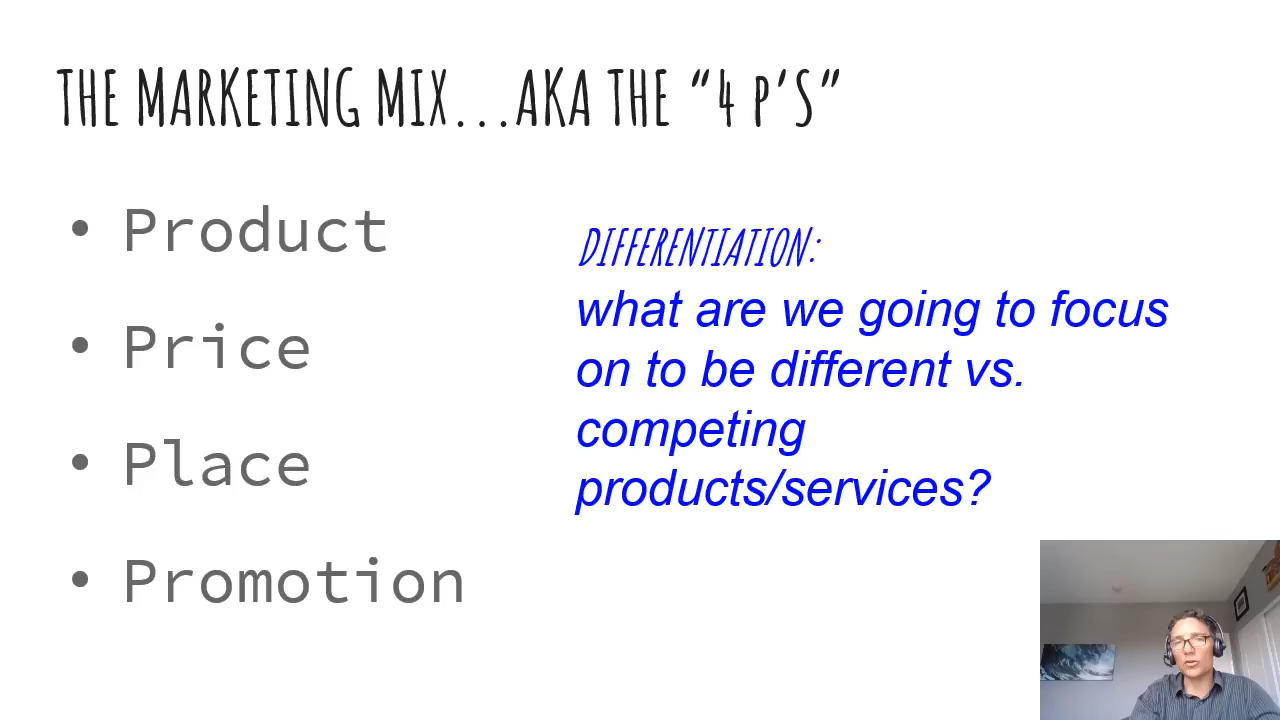 THE MARKETING MIX...AKA THE “4 P’S”
• Product
• Price
• Place
• Promotion
DIFFERENTIATION:
what are we going to focus
on to be different vs.
competing
products/services?